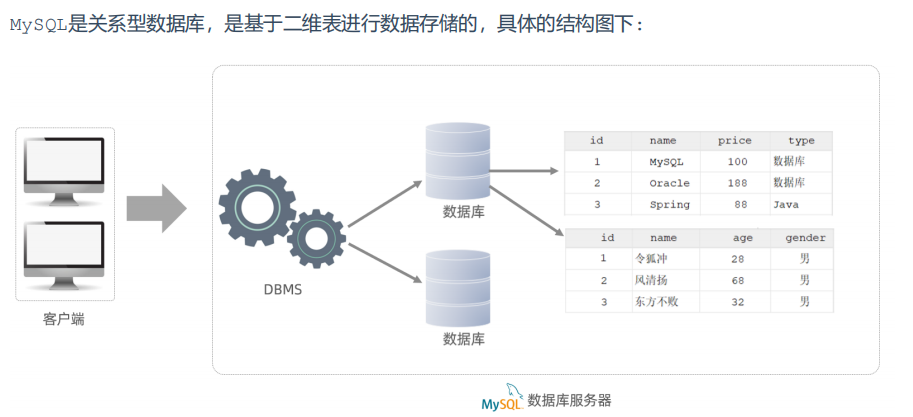 MySQL是关系型数据库，是基于二维表进行数据存储的，具体的结构图下：
客户端
DBMS
数据库
数据库
id name price type
1 MySQL 100 数据库
2 Oracle 188 数据库
3 Spring 88 Java
id name age gender
1 令狐冲 28 男
2 风清扬 68 男
3 东方不败 32 男
MySQL 数据库服务器